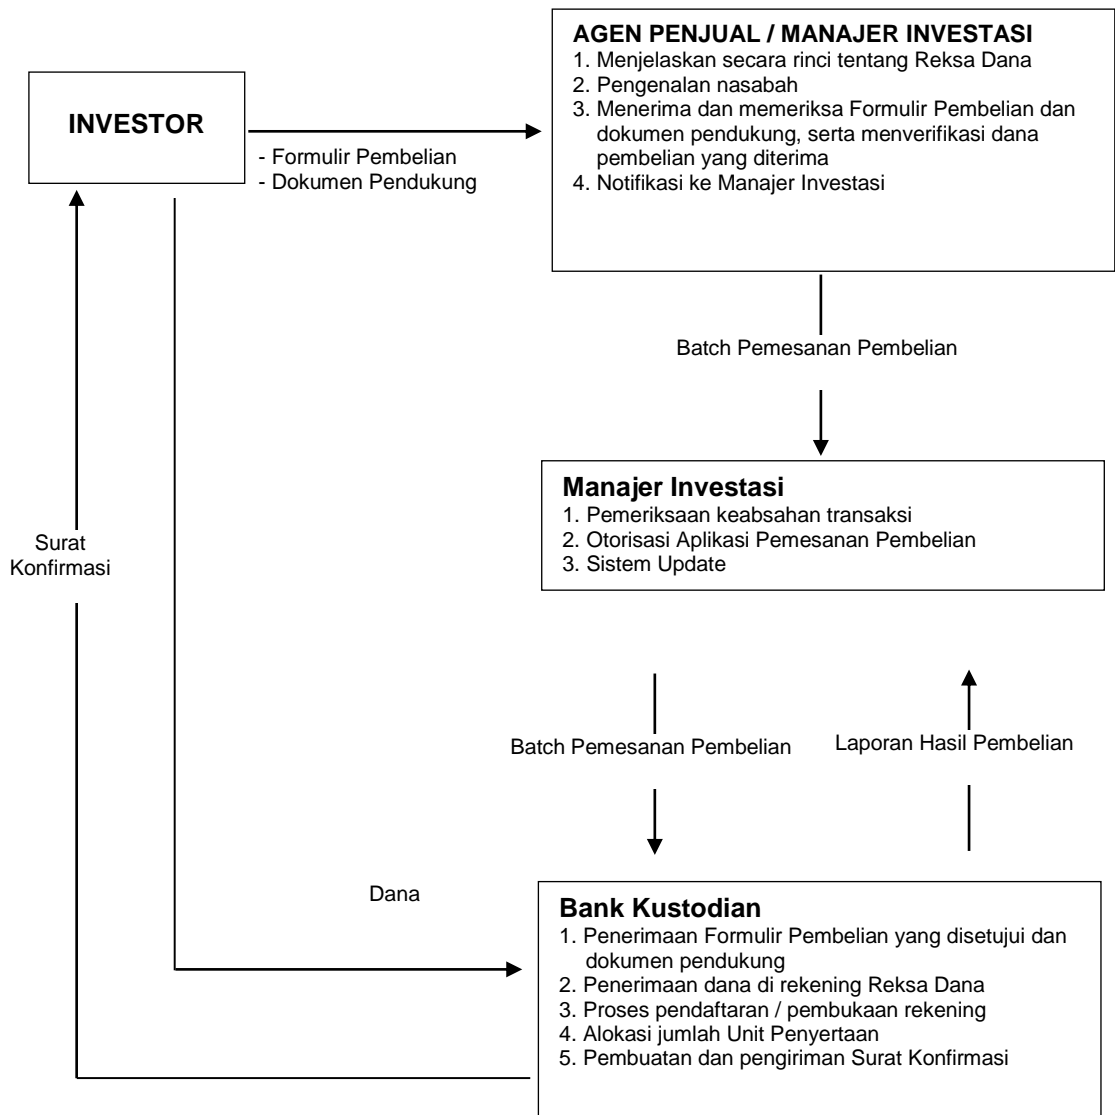 AGEN PENJUAL / MANAJER INVESTASI
1. Menjelaskan secara rinci tentang Reksa Dana
2. Pengenalan nasabah
3. Menerima dan memeriksa Formulir Pembelian dan
dokumen pendukung, serta menverifikasi dana
pembelian yang diterima
4. Notifikasi ke Manajer Investasi
INVESTOR
- Formulir Pembelian
- Dokumen Pendukung
Batch Pemesanan Pembelian
Manajer Investasi
1. Pemeriksaan keabsahan transaksi
2. Otorisasi Aplikasi Pemesanan Pembelian
3. Sistem Update
Surat
Konfirmasi
Batch Pemesanan Pembelian
Laporan Hasil Pembelian
Dana
Bank Kustodian
1. Penerimaan Formulir Pembelian yang disetujui dan
dokumen pendukung
2. Penerimaan dana di rekening Reksa Dana
3. Proses pendaftaran / pembukaan rekening
4. Alokasi jumlah Unit Penyertaan
5. Pembuatan dan pengiriman Surat Konfirmasi